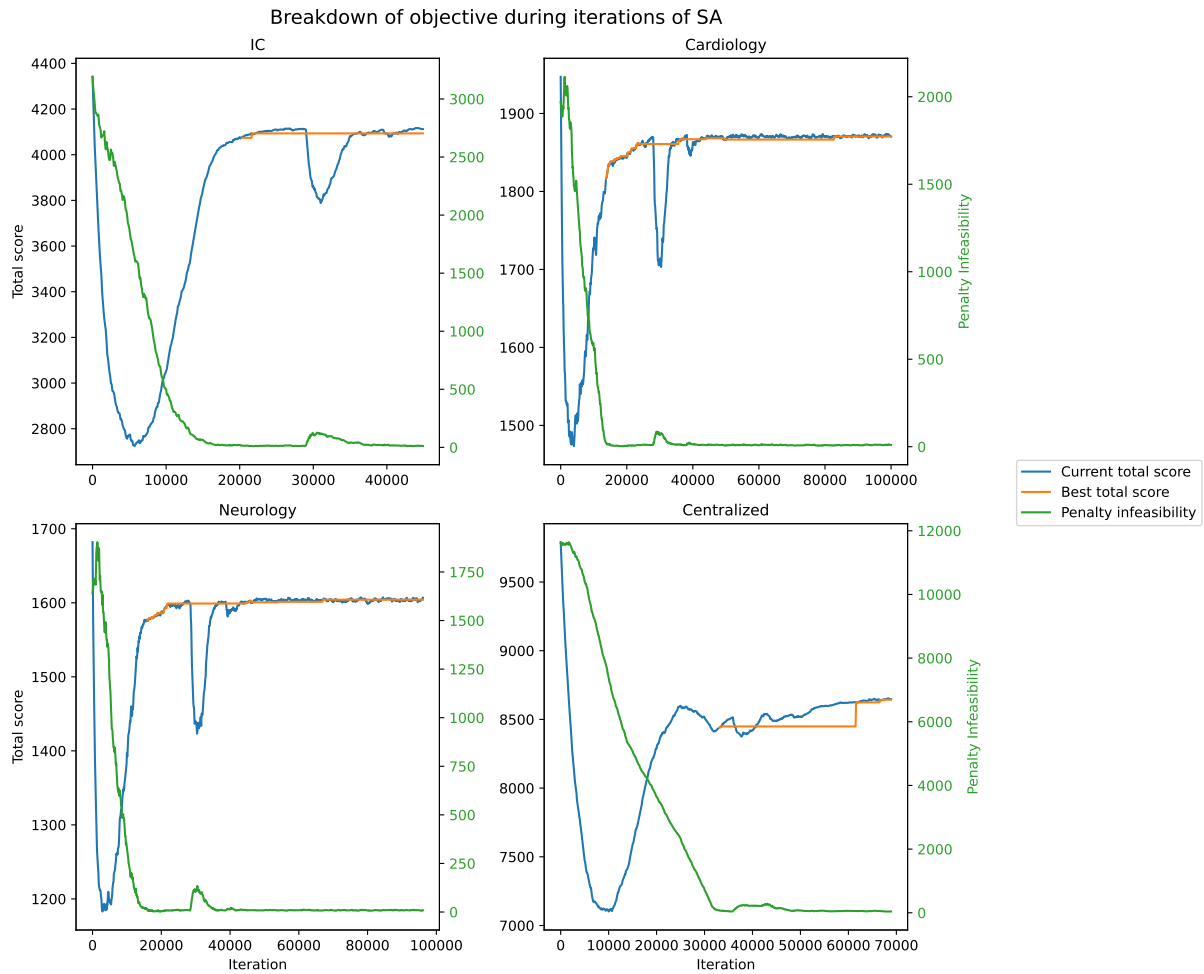 Breakdown of objective during iterations of SA
IC
Cardiology
4400
4200
4000
3800
3600
3400
3200
3000
2800
Total score
3000
2500
2000
1500
1000
500
0
0 10000 20000 30000 40000
1900
1800
1700
1600
1500
2000
1500
1000
500
0
Penalty Infeasibility
0 20000 40000 60000 80000 100000
Current total score
Best total score
Penalty infeasibility
Neurology
Centralized
1700
1600
1500
1400
1300
1200
Total score
1750
1500
1250
1000
750
500
250
0
0 20000 40000 60000 80000 100000
Iteration
9500
9000
8500
8000
7500
7000
12000
10000
8000
6000
4000
2000
0
Penalty Infeasibility
0 10000 20000 30000 40000 50000 60000 70000
Iteration